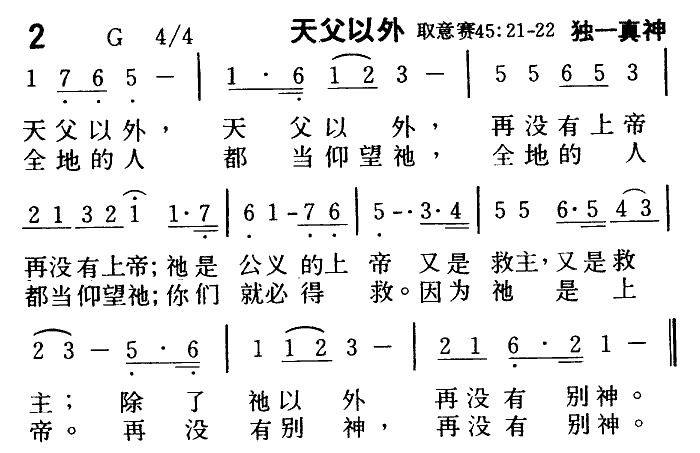 2 G 4/4 天父以外 取意赛45:21-22 独一真神
1 7 6 5 － | 1 · 6 1 2 3 － | 5 5 6 5 3 |
天父以外， 天 父以 外， 再没有上帝
全地的人 都 当仰望祂， 全地的 人
2 1 3 2 1 1·7 | 6 1－7 6 | 5－·3·4 | 5 5 6·5 4 3 |
再没有上帝；祂是 公义的上 帝 又是救主，又是救
都当仰望祂；你们 就必得 救。因为 祂 是 上
2 3 － 5 · 6 | 1 1 2 3 － | 2 1 6 · 2 1 － ‖
主； 除 了 祂以 外 再没有 别神。
帝。 再 没 有别 神， 再没有 别神。